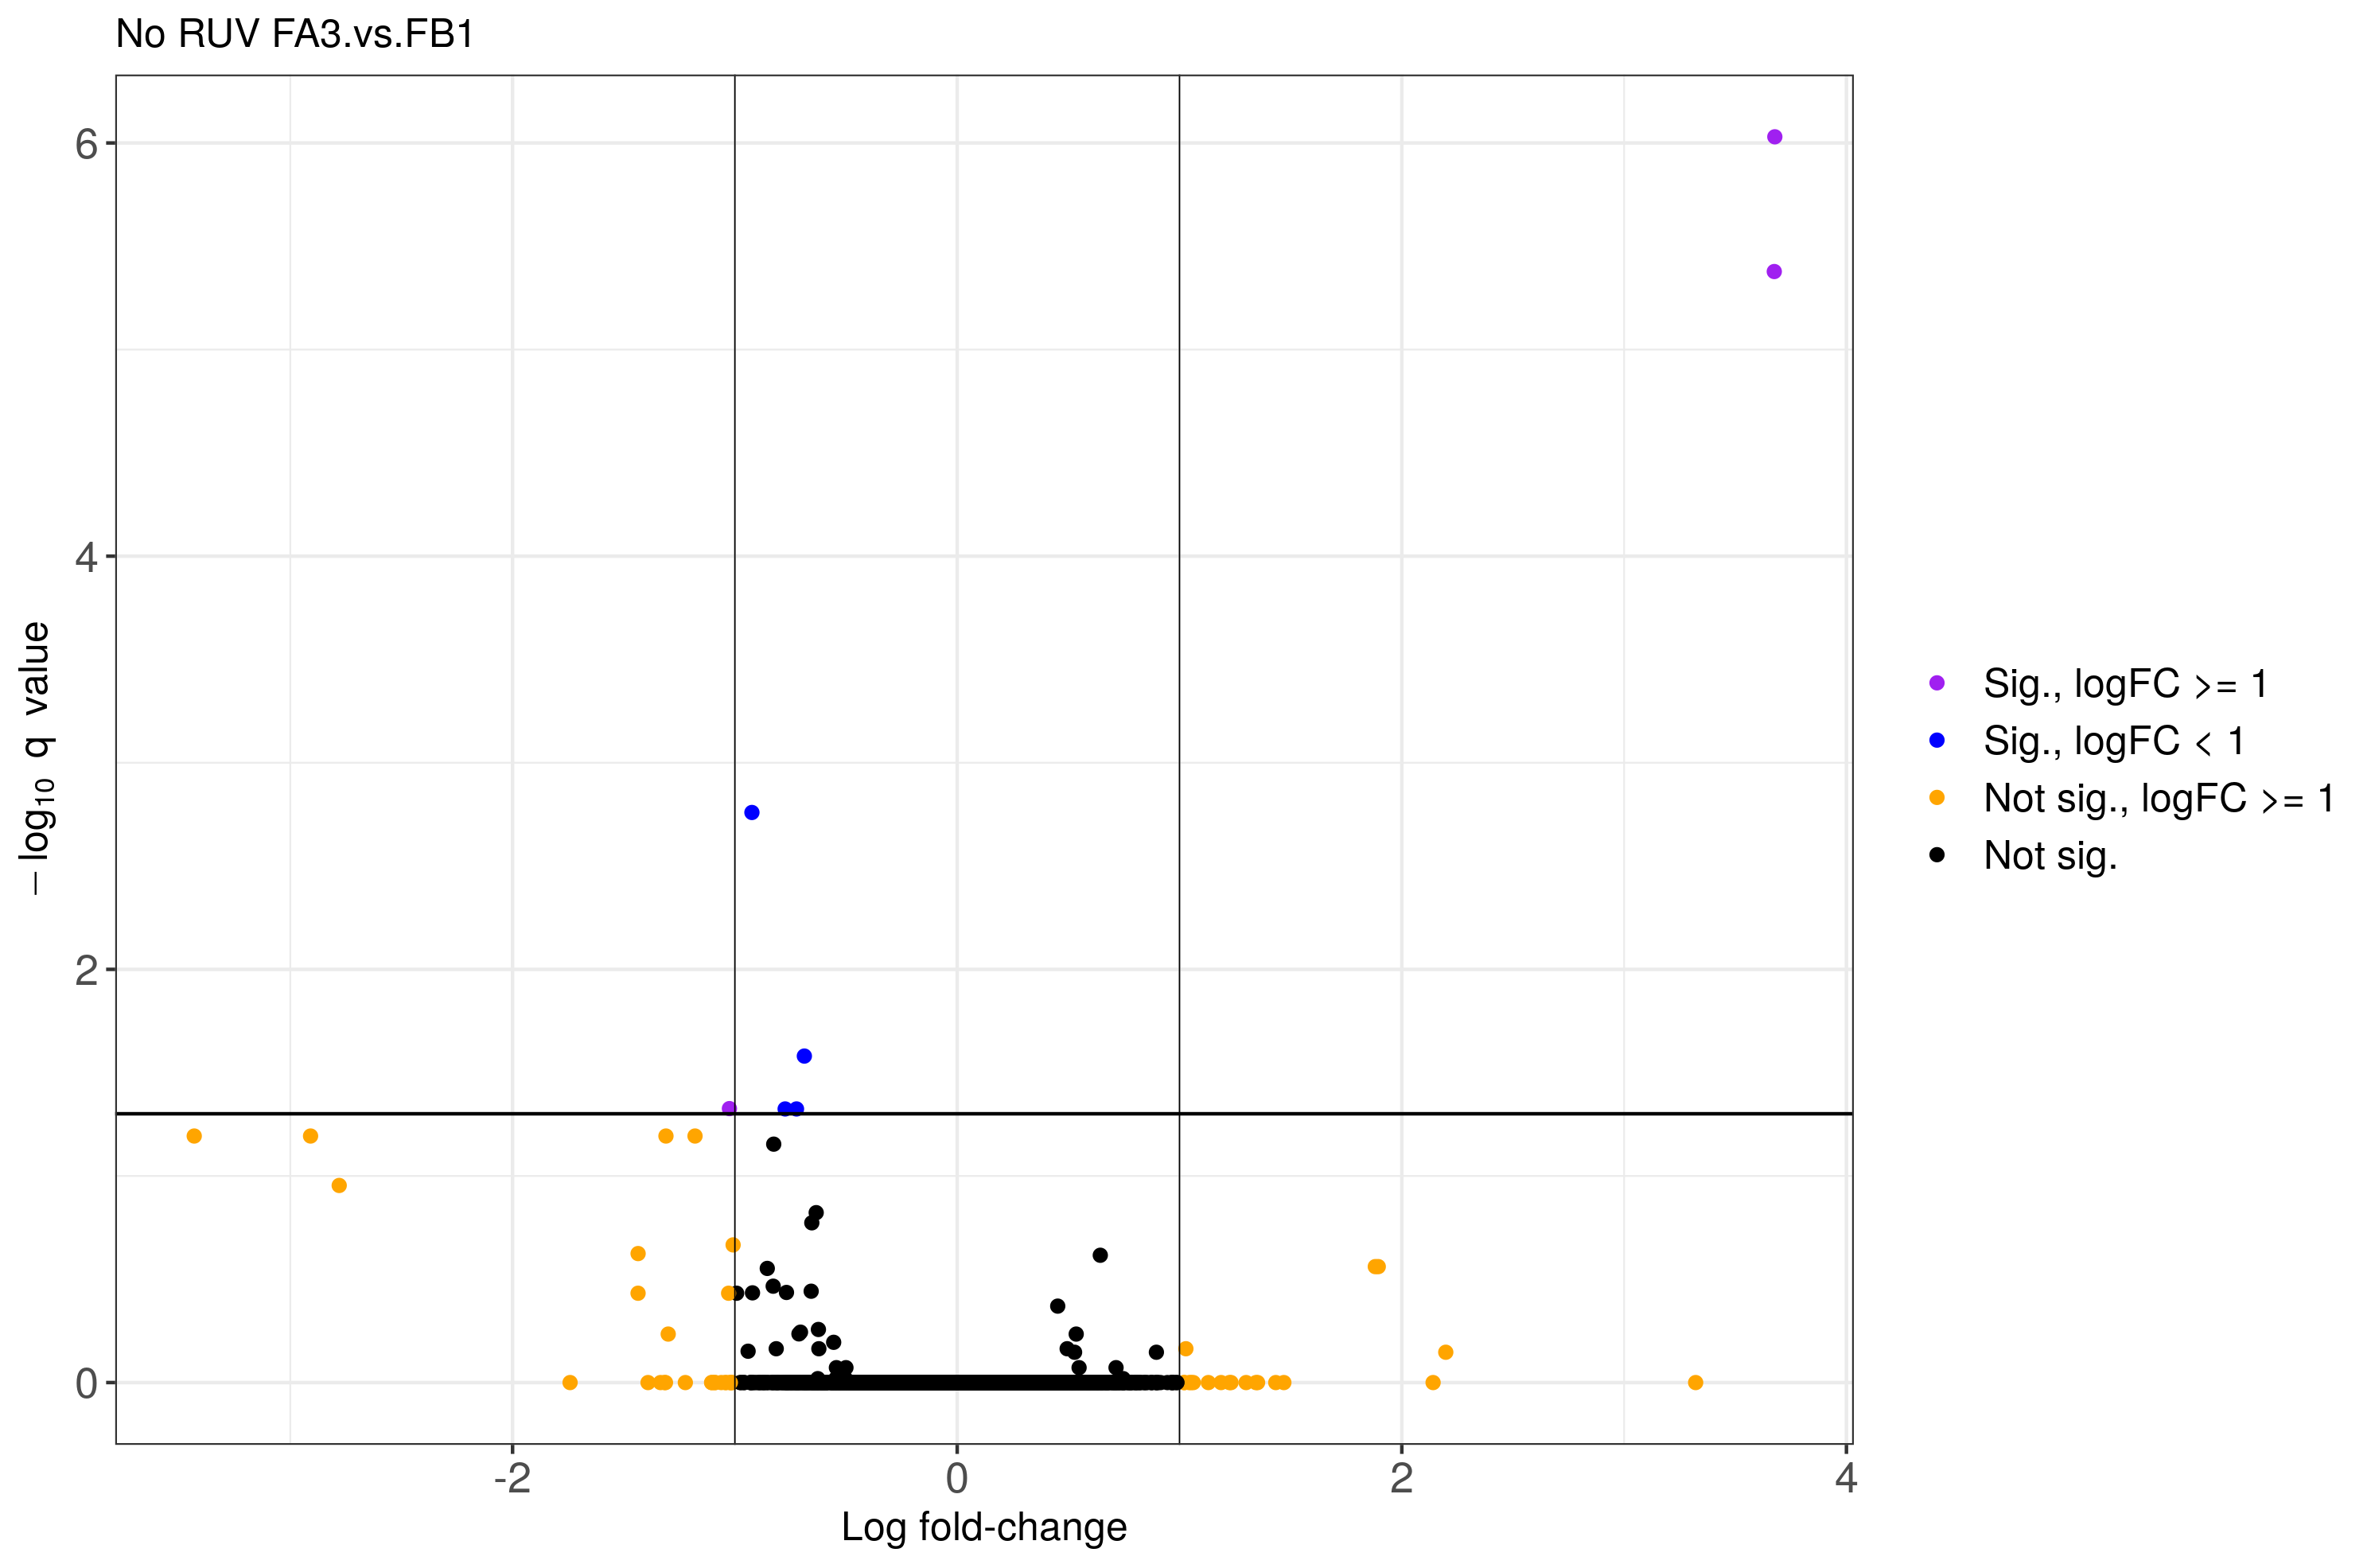 No RUV FA3.vs.FB1
6
4
2
0
-2
0
2
4
−log10 q value
Log fold-change
Sig., logFC >= 1
Sig., logFC < 1
Not sig., logFC >= 1
Not sig.